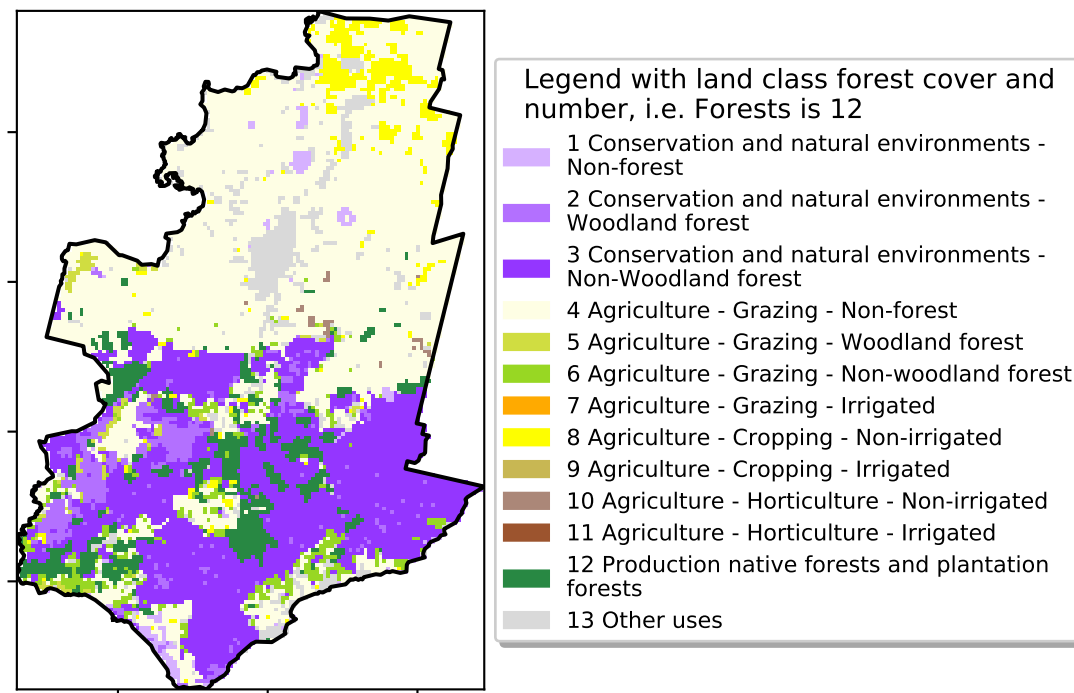 Legend with land class forest cover and
number, i.e. Forests is 12
1 Conservation and natural environments -
Non-forest
2 Conservation and natural environments -
Woodland forest
3 Conservation and natural environments -
Non-Woodland forest
4 Agriculture - Grazing - Non-forest
5 Agriculture - Grazing - Woodland forest
6 Agriculture - Grazing - Non-woodland forest
7 Agriculture - Grazing - Irrigated
8 Agriculture - Cropping - Non-irrigated
9 Agriculture - Cropping - Irrigated
10 Agriculture - Horticulture - Non-irrigated
11 Agriculture - Horticulture - Irrigated
12 Production native forests and plantation
forests
13 Other uses